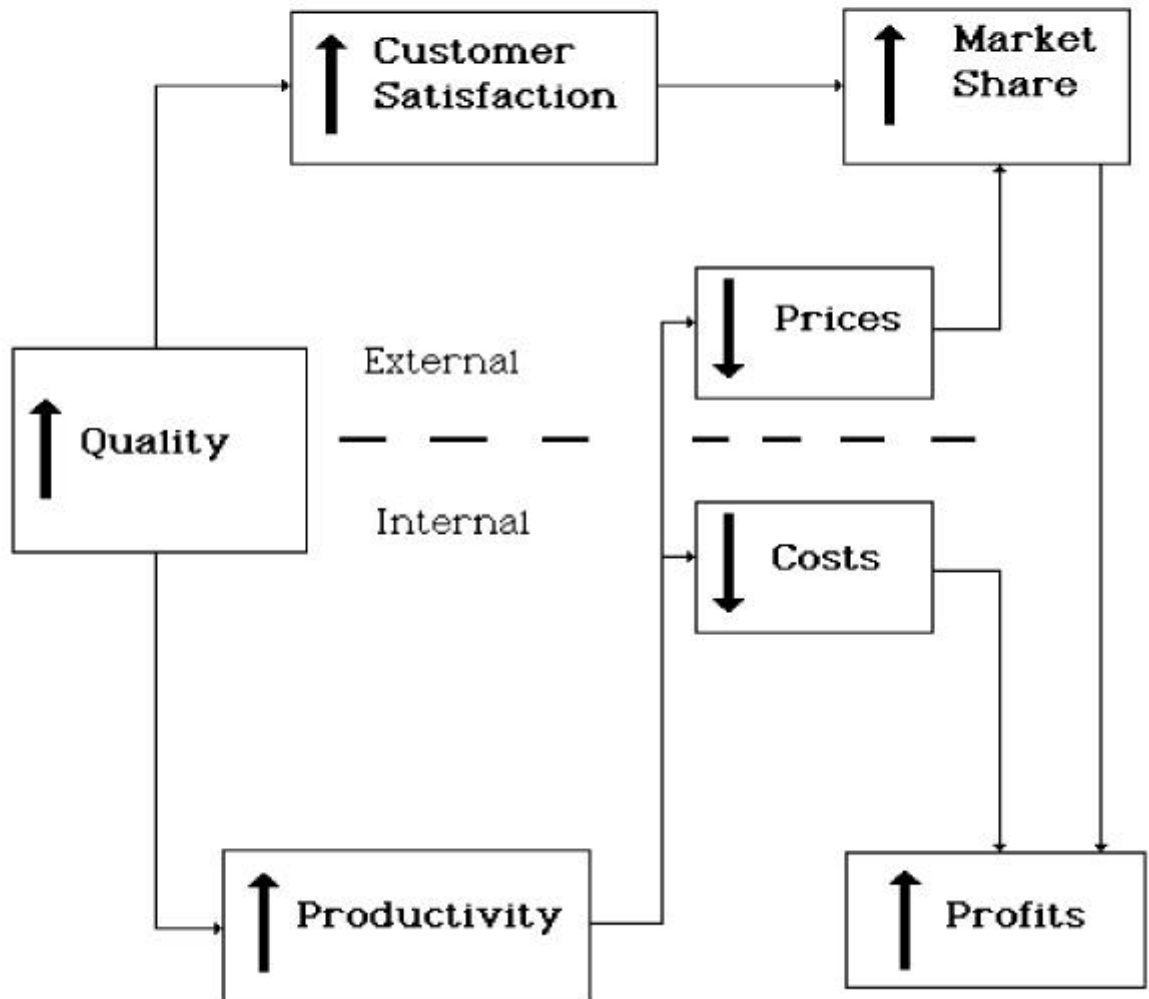 Customer
Satisfaction
Market
Share
Prices
External
Quality
Internal
Costs
Productivity
Profits